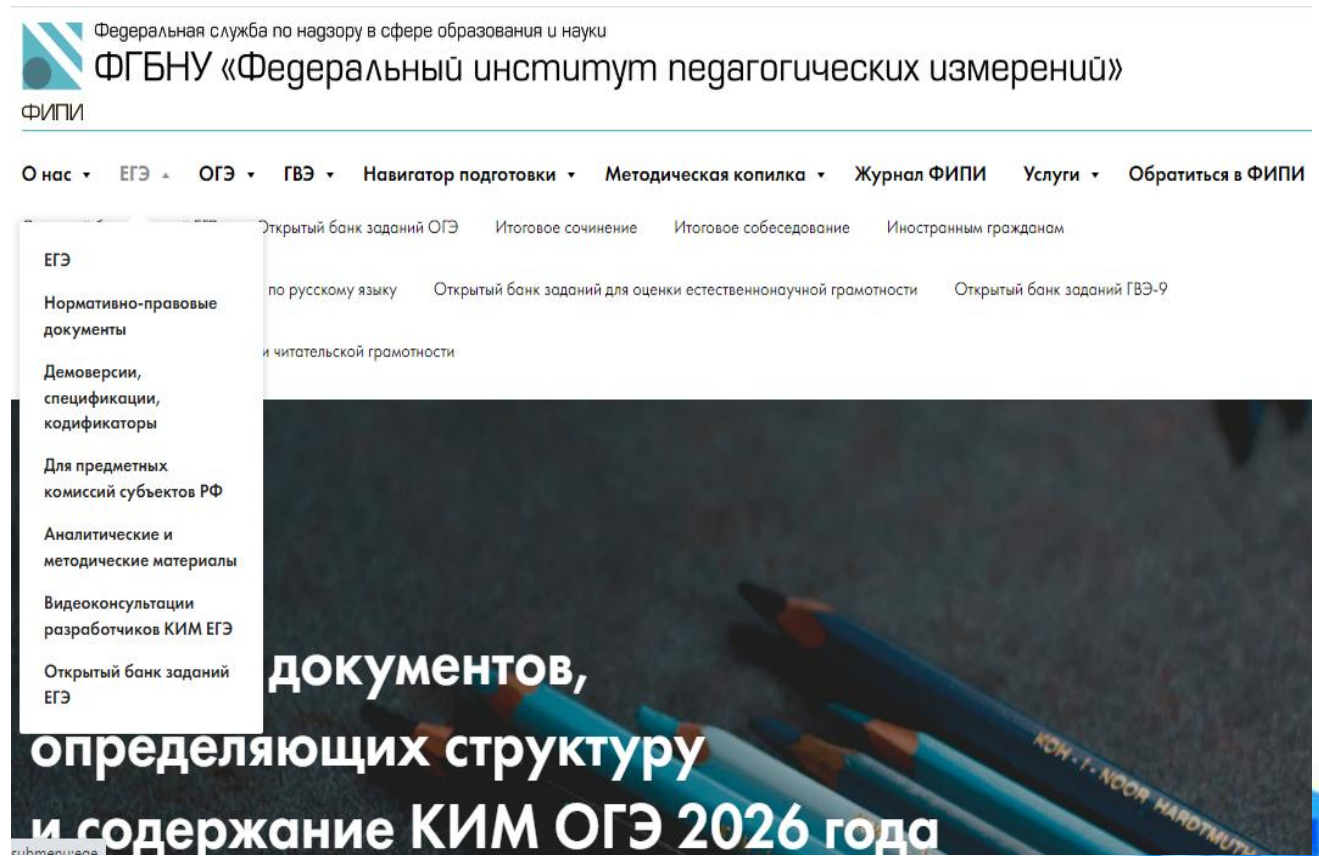 Федеральная служба по надзору в сфере образования и науки
ФГБНУ «Федеральный институт педагогических измерений»
ФИПИ
О нас ЕГЭ ОГЭ ГВЭ Навигатор подготовки Методическая копилка Журнал ФИПИ Услуги Обратиться в ФИПИ
Открытый банк заданий ОГЭ Итоговое сочинение Итоговое собеседование Иностранным гражданам
по русскому языку Открытый банк заданий для оценки естественнонаучной грамотности Открытый банк заданий ГВЭ-9
и читательской грамотности
ЕГЭ
Нормативно-правовые
документы
Демоверсии,
спецификации,
кодификаторы
Для предметных
комиссий субъектов РФ
Аналитические и
методические материалы
Видеоконсультации
разработчиков КИМ ЕГЭ
Открытый банк заданий
ЕГЭ
документов,
определяющих структуру
и содержание КИМ ОГЭ 2026 года
KOH-I-NOOR HARDTMUTH
submenu:ege